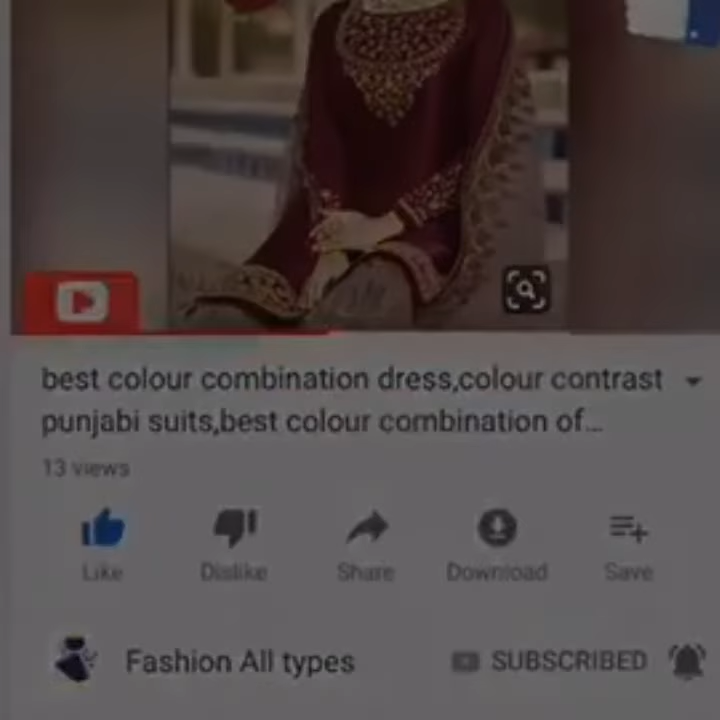 best colour combination dress,colour contrast
punjabi suits,best colour combination of...
13 views
Like Dislike Share Download Save
Fashion All types SUBSCRIBED